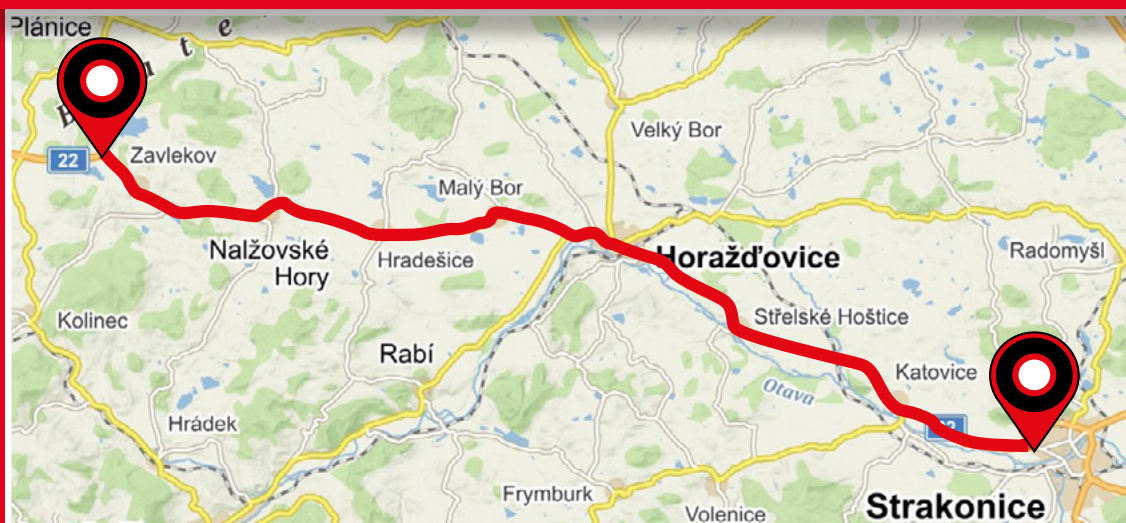 Plánice
22
Zavlekov
Velký Bor
Malý Bor
Nalžovské
Hory
Hradešice
Horažďovice
Radomyšl
Kolinec
Střelské Hoštice
Rabí
Katovice
Otava
Hrádek
22
Frymburk
Volenice
Strakonice